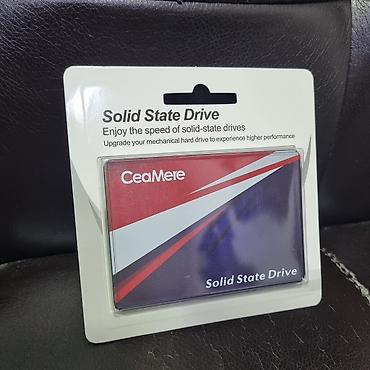 Solid State Drive
Enjoy the speed of solid-state drives
Upgrade your mechanical hard drive to experience higher performance
CeaMere
Solid State Drive